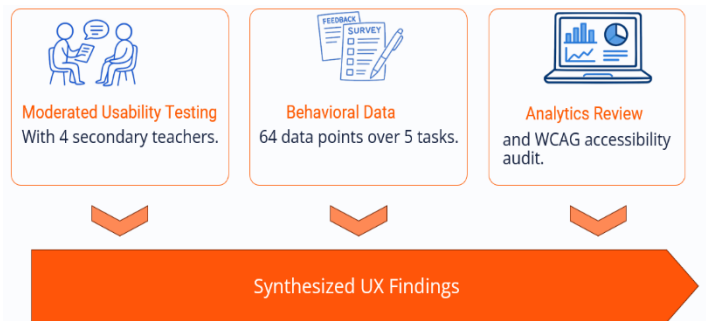 FEEDBACK
SURVEY
Moderated Usability Testing
With 4 secondary teachers.
Behavioral Data
64 data points over 5 tasks.
Analytics Review
and WCAG accessibility
audit.
Synthesized UX Findings